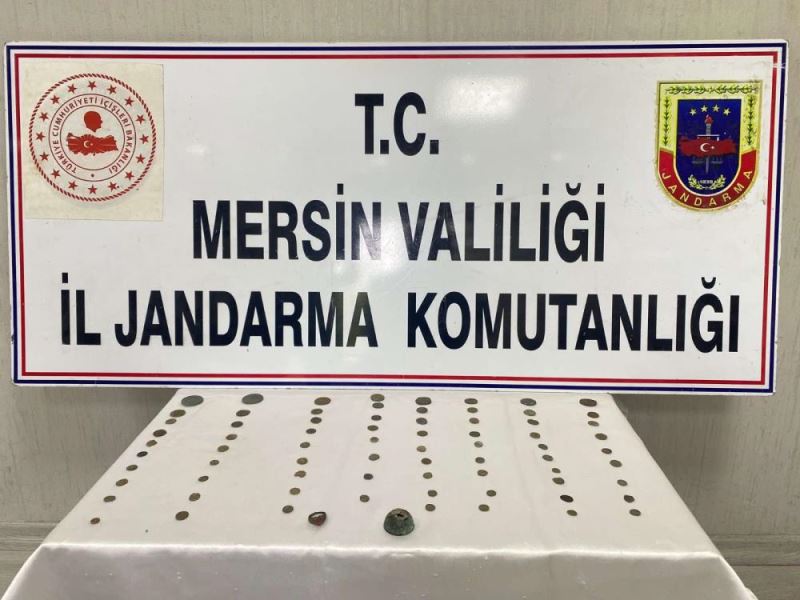 TÜRKİYE CUMHURİYETİ İÇİŞLERİ BAKANLIĞI
T.C.
MERSİN VALİLİĞİ
İL JANDARMA KOMUTANLIĞI
JANDARMA